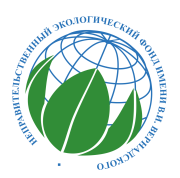 НЕПРАВИТЕЛЬСТВЕННЫЙ ЭКОЛОГИЧЕСКИЙ ФОНД ИМЕНИ В.И. ВЕРНАДСКОГО